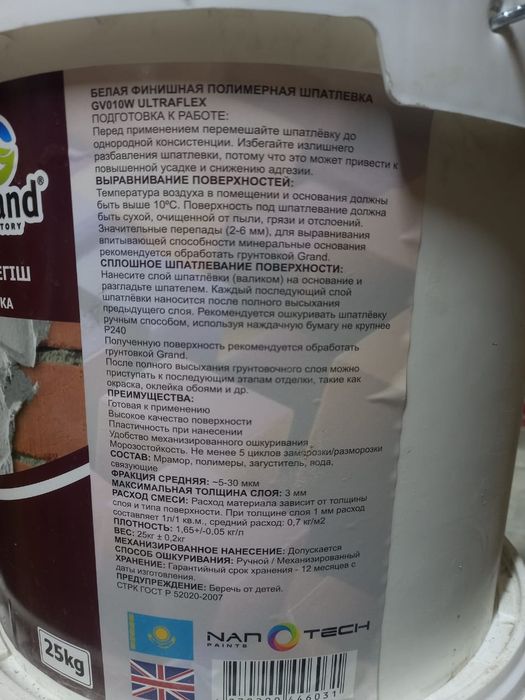 БЕЛАЯ ФИНИШНАЯ ПОЛИМЕРНАЯ ШПАТЛЕВКА
GV010W ULTRAFLEX
ПОДГОТОВКА К РАБОТЕ:
Перед применением перемешайте шпатлёвку до
однородной консистенции. Избегайте излишнего
разбавления шпатлевки, потому что это может привести к
повышенной усадке и снижению адгезии.
ВЫРАВНИВАНИЕ ПОВЕРХНОСТЕЙ:
Температура воздуха в помещении и основания должны
быть выше 10ºС. Поверхность под шпатлевание должна
быть сухой, очищенной от пыли, грязи и отслоений.
Значительные перепады (2-6 мм), для выравнивания
впитывающей способности минеральные основания
рекомендуется обработать грунтовкой Grand.
СПЛОШНОЕ ШПАТЛЕВАНИЕ ПОВЕРХНОСТИ:
Нанесите слой шпатлёвки (валиком) на основание и
разгладьте шпателем. Каждый последующий слой
шпатлёвки наносится после полного высыхания
предыдущего слоя. Рекомендуется ошкуривать шпатлёвку
ручным способом, используя наждачную бумагу не крупнее
Р240
Полученную поверхность рекомендуется обработать
грунтовкой Grand.
После полного высыхания грунтовочного слоя можно
приступать к последующим этапам отделки, такие как
окраска, оклейка обоями и др.
ПРЕИМУЩЕСТВА:
Готовая к применению
Высокое качество поверхности
Пластичность при нанесении
Удобство механизированного ошкуривания
Морозостойкость. Не менее 5 циклов заморозки/разморозки
СОСТАВ: Мрамор, полимеры, загуститель, вода,
связующие
ФРАКЦИЯ СРЕДНЯЯ: ~5-30 мкм
МАКСИМАЛЬНАЯ ТОЛЩИНА СЛОЯ: 3 мм
РАСХОД СМЕСИ: Расход материала зависит от толщины
слоя и типа поверхности. При толщине слоя 1 мм расход
составляет 1л/1 кв.м., средний расход: 0,7 кг/м2
ПЛОТНОСТЬ: 1,65+/-0,05 кг/л
ВЕС: 25кг ± 0,2кг
МЕХАНИЗИРОВАННОЕ НАНЕСЕНИЕ: Допускается
СПОСОБ ОШКУРИВАНИЯ: Ручной / Механизированный
ХРАНЕНИЕ: Гарантийный срок хранения - 12 месяцев с
даты изготовления.
ПРЕДУПРЕЖДЕНИЕ: Беречь от детей.
СТРК ГОСТ Р 52020-2007
and®
TORY
ЕГІШ
КА
25kg
NANOTECH
PAINTS